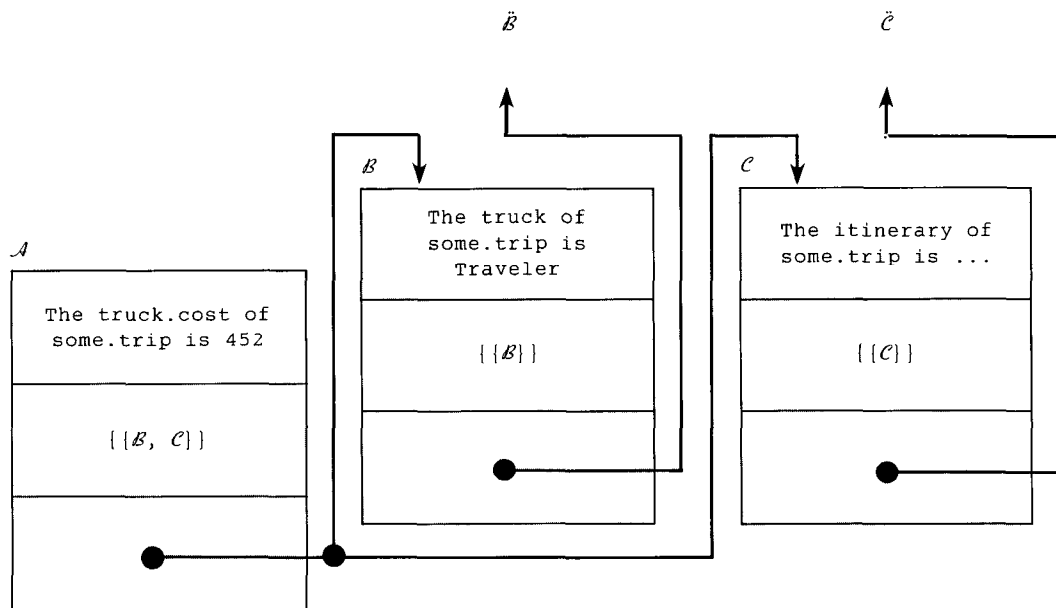 ℬ̈
𝒞̈
ℬ
𝒞
The truck of
some.trip is
Traveler
The itinerary of
some.trip is ...
𝒜
The truck.cost of
some.trip is 452
{{ℬ}}
{{𝒞}}
{{ℬ, 𝒞}}